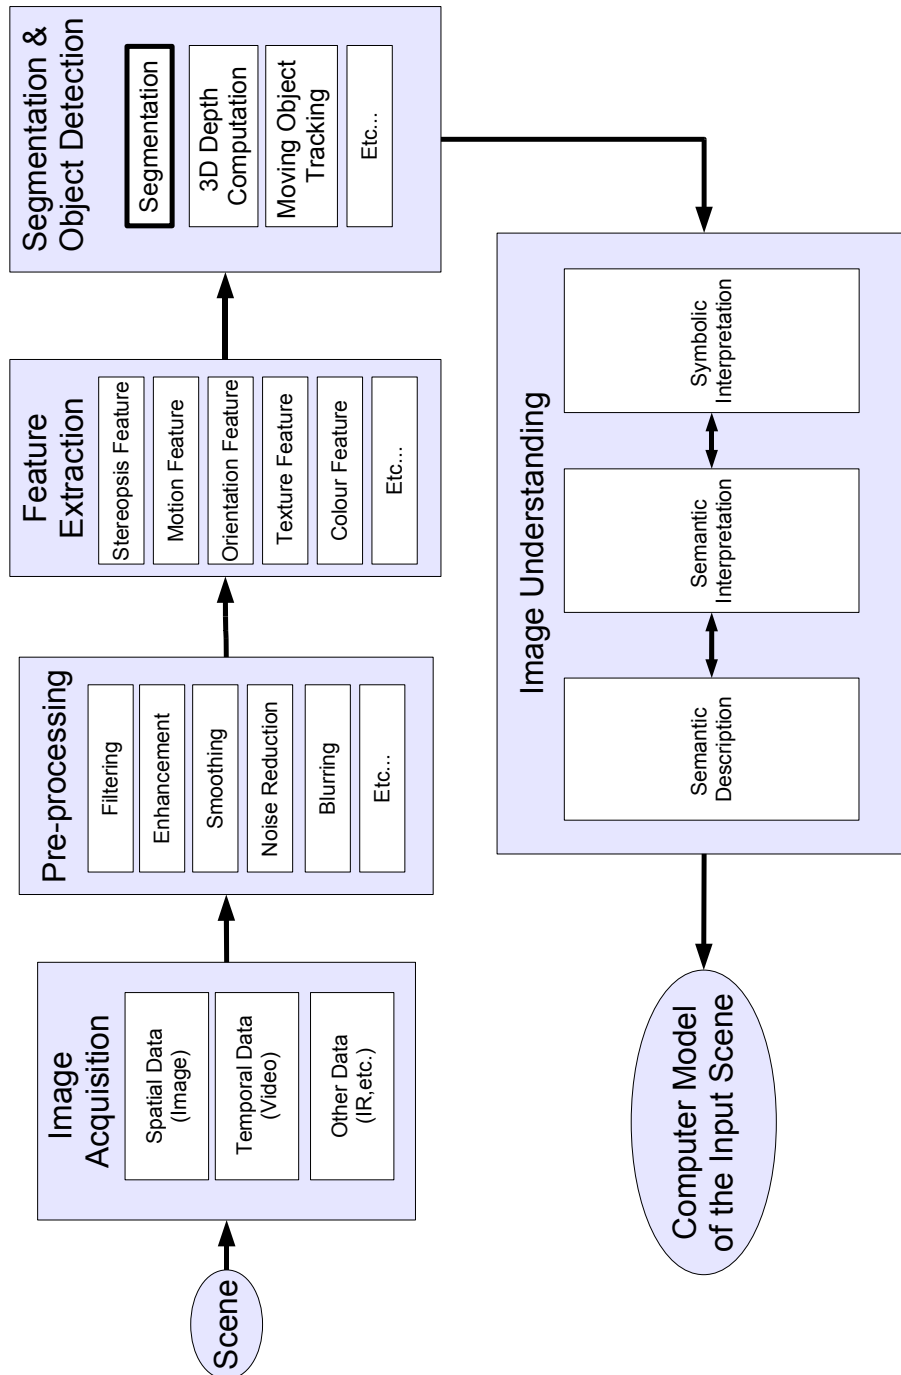 Scene
Image
Acquisition
Spatial Data
(Image)
Temporal Data
(Video)
Other Data
(IR,etc.)
Pre-processing
Filtering
Enhancement
Smoothing
Noise Reduction
Blurring
Etc...
Feature
Extraction
Stereopsis Feature
Motion Feature
Orientation Feature
Texture Feature
Colour Feature
Etc...
Segmentation &
Object Detection
Segmentation
3D Depth
Computation
Moving Object
Tracking
Etc...
Image Understanding
Symbolic
Interpretation
Semantic
Interpretation
Semantic
Description
Computer Model
of the Input Scene